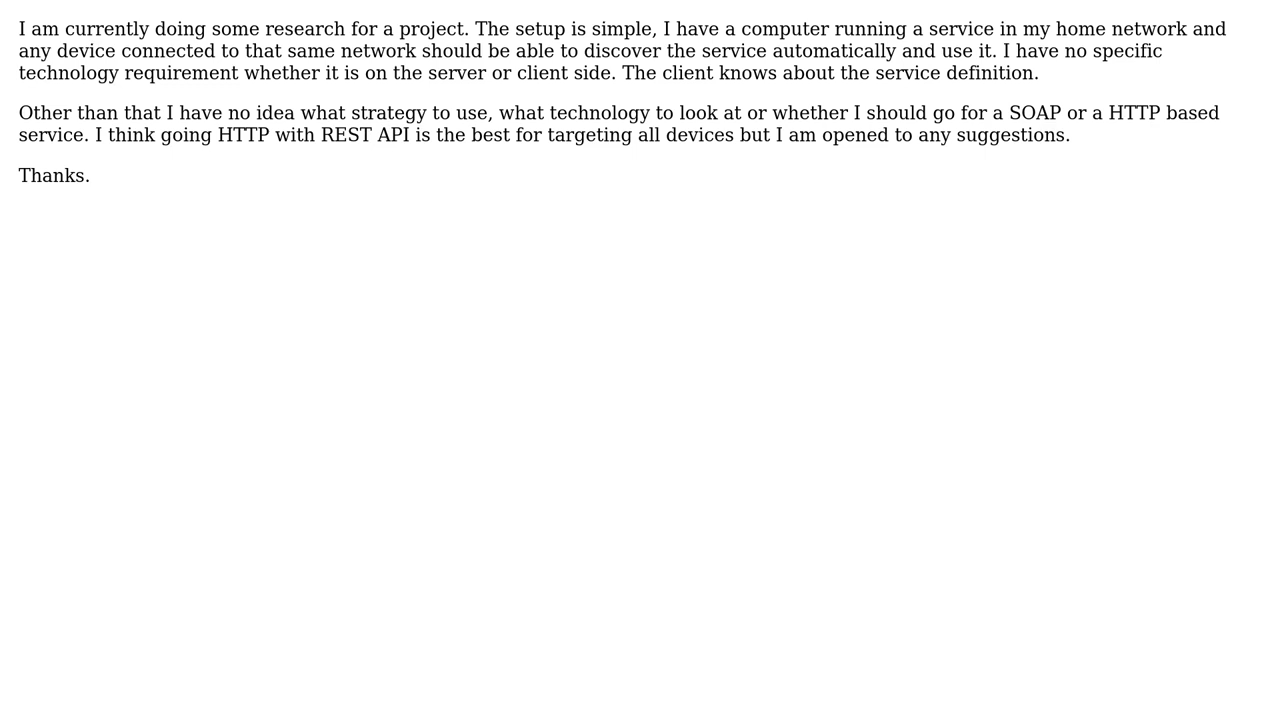 I am currently doing some research for a project. The setup is simple, I have a computer running a service in my home network and
any device connected to that same network should be able to discover the service automatically and use it. I have no specific
technology requirement whether it is on the server or client side. The client knows about the service definition.
Other than that I have no idea what strategy to use, what technology to look at or whether I should go for a SOAP or a HTTP based
service. I think going HTTP with REST API is the best for targeting all devices but I am opened to any suggestions.
Thanks.